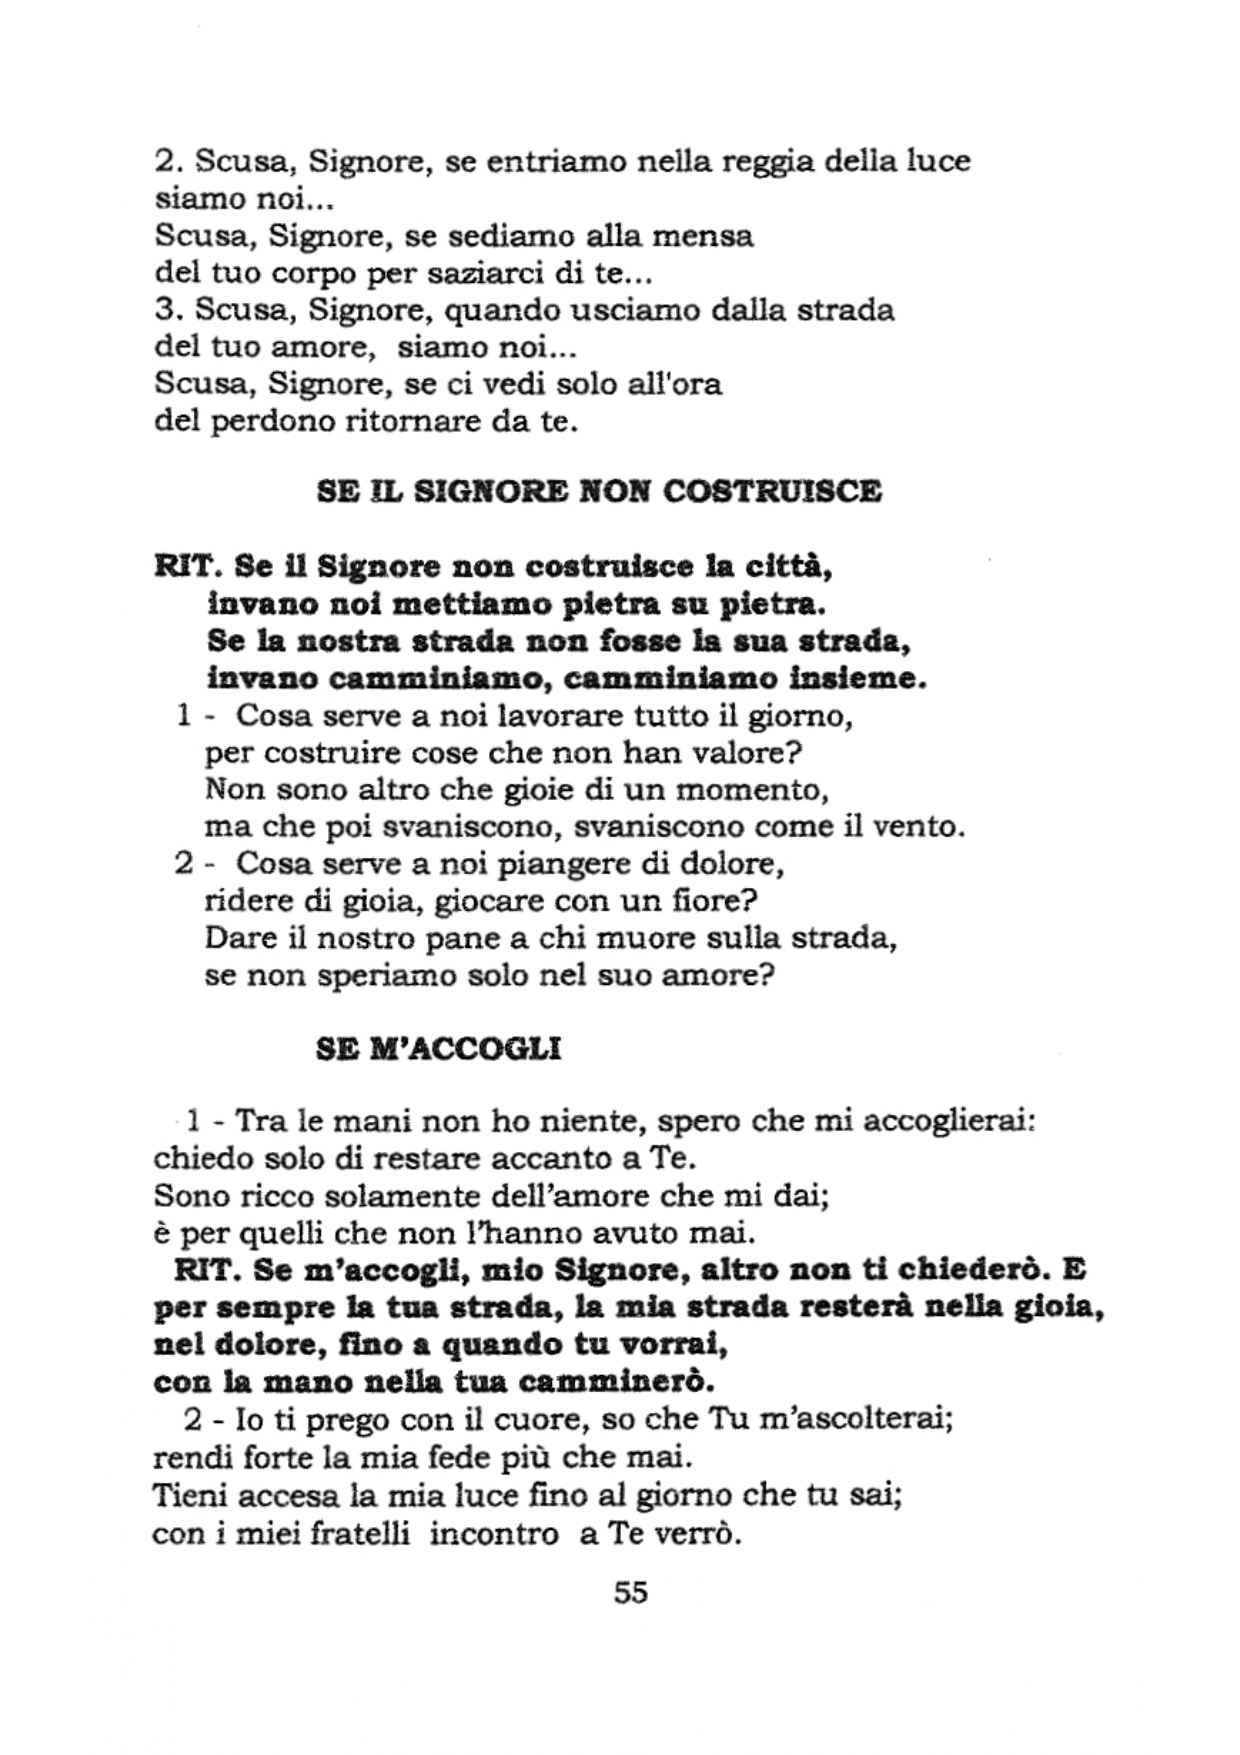 2. Scusa, Signore, se entriamo nella reggia della luce
siamo noi...
Scusa, Signore, se sediamo alla mensa
del tuo corpo per saziarci di te...
3. Scusa, Signore, quando usciamo dalla strada
del tuo amore,  siamo noi...
Scusa, Signore, se ci vedi solo all'ora
del perdono ritornare da te.
SE IL SIGNORE NON COSTRUISCE
RIT. Se il Signore non costruisce la città,
invano noi mettiamo pietra su pietra.
Se la nostra strada non fosse la sua strada,
invano camminiamo, camminiamo insieme.
1 -  Cosa serve a noi lavorare tutto il giorno,
per costruire cose che non han valore?
Non sono altro che gioie di un momento,
ma che poi svaniscono, svaniscono come il vento.
2 -  Cosa serve a noi piangere di dolore,
ridere di gioia, giocare con un fiore?
Dare il nostro pane a chi muore sulla strada,
se non speriamo solo nel suo amore?
SE M’ACCOGLI
1 - Tra le mani non ho niente, spero che mi accoglierai:
chiedo solo di restare accanto a Te.
Sono ricco solamente dell’amore che mi dai;
è per quelli che non l’hanno avuto mai.
RIT. Se m’accogli, mio Signore, altro non ti chiederò. E
per sempre la tua strada, la mia strada resterà nella gioia,
nel dolore, fino a quando tu vorrai,
con la mano nella tua camminerò.
2 - Io ti prego con il cuore, so che Tu m’ascolterai;
rendi forte la mia fede più che mai.
Tieni accesa la mia luce fino al giorno che tu sai;
con i miei fratelli  incontro  a Te verrò.
55